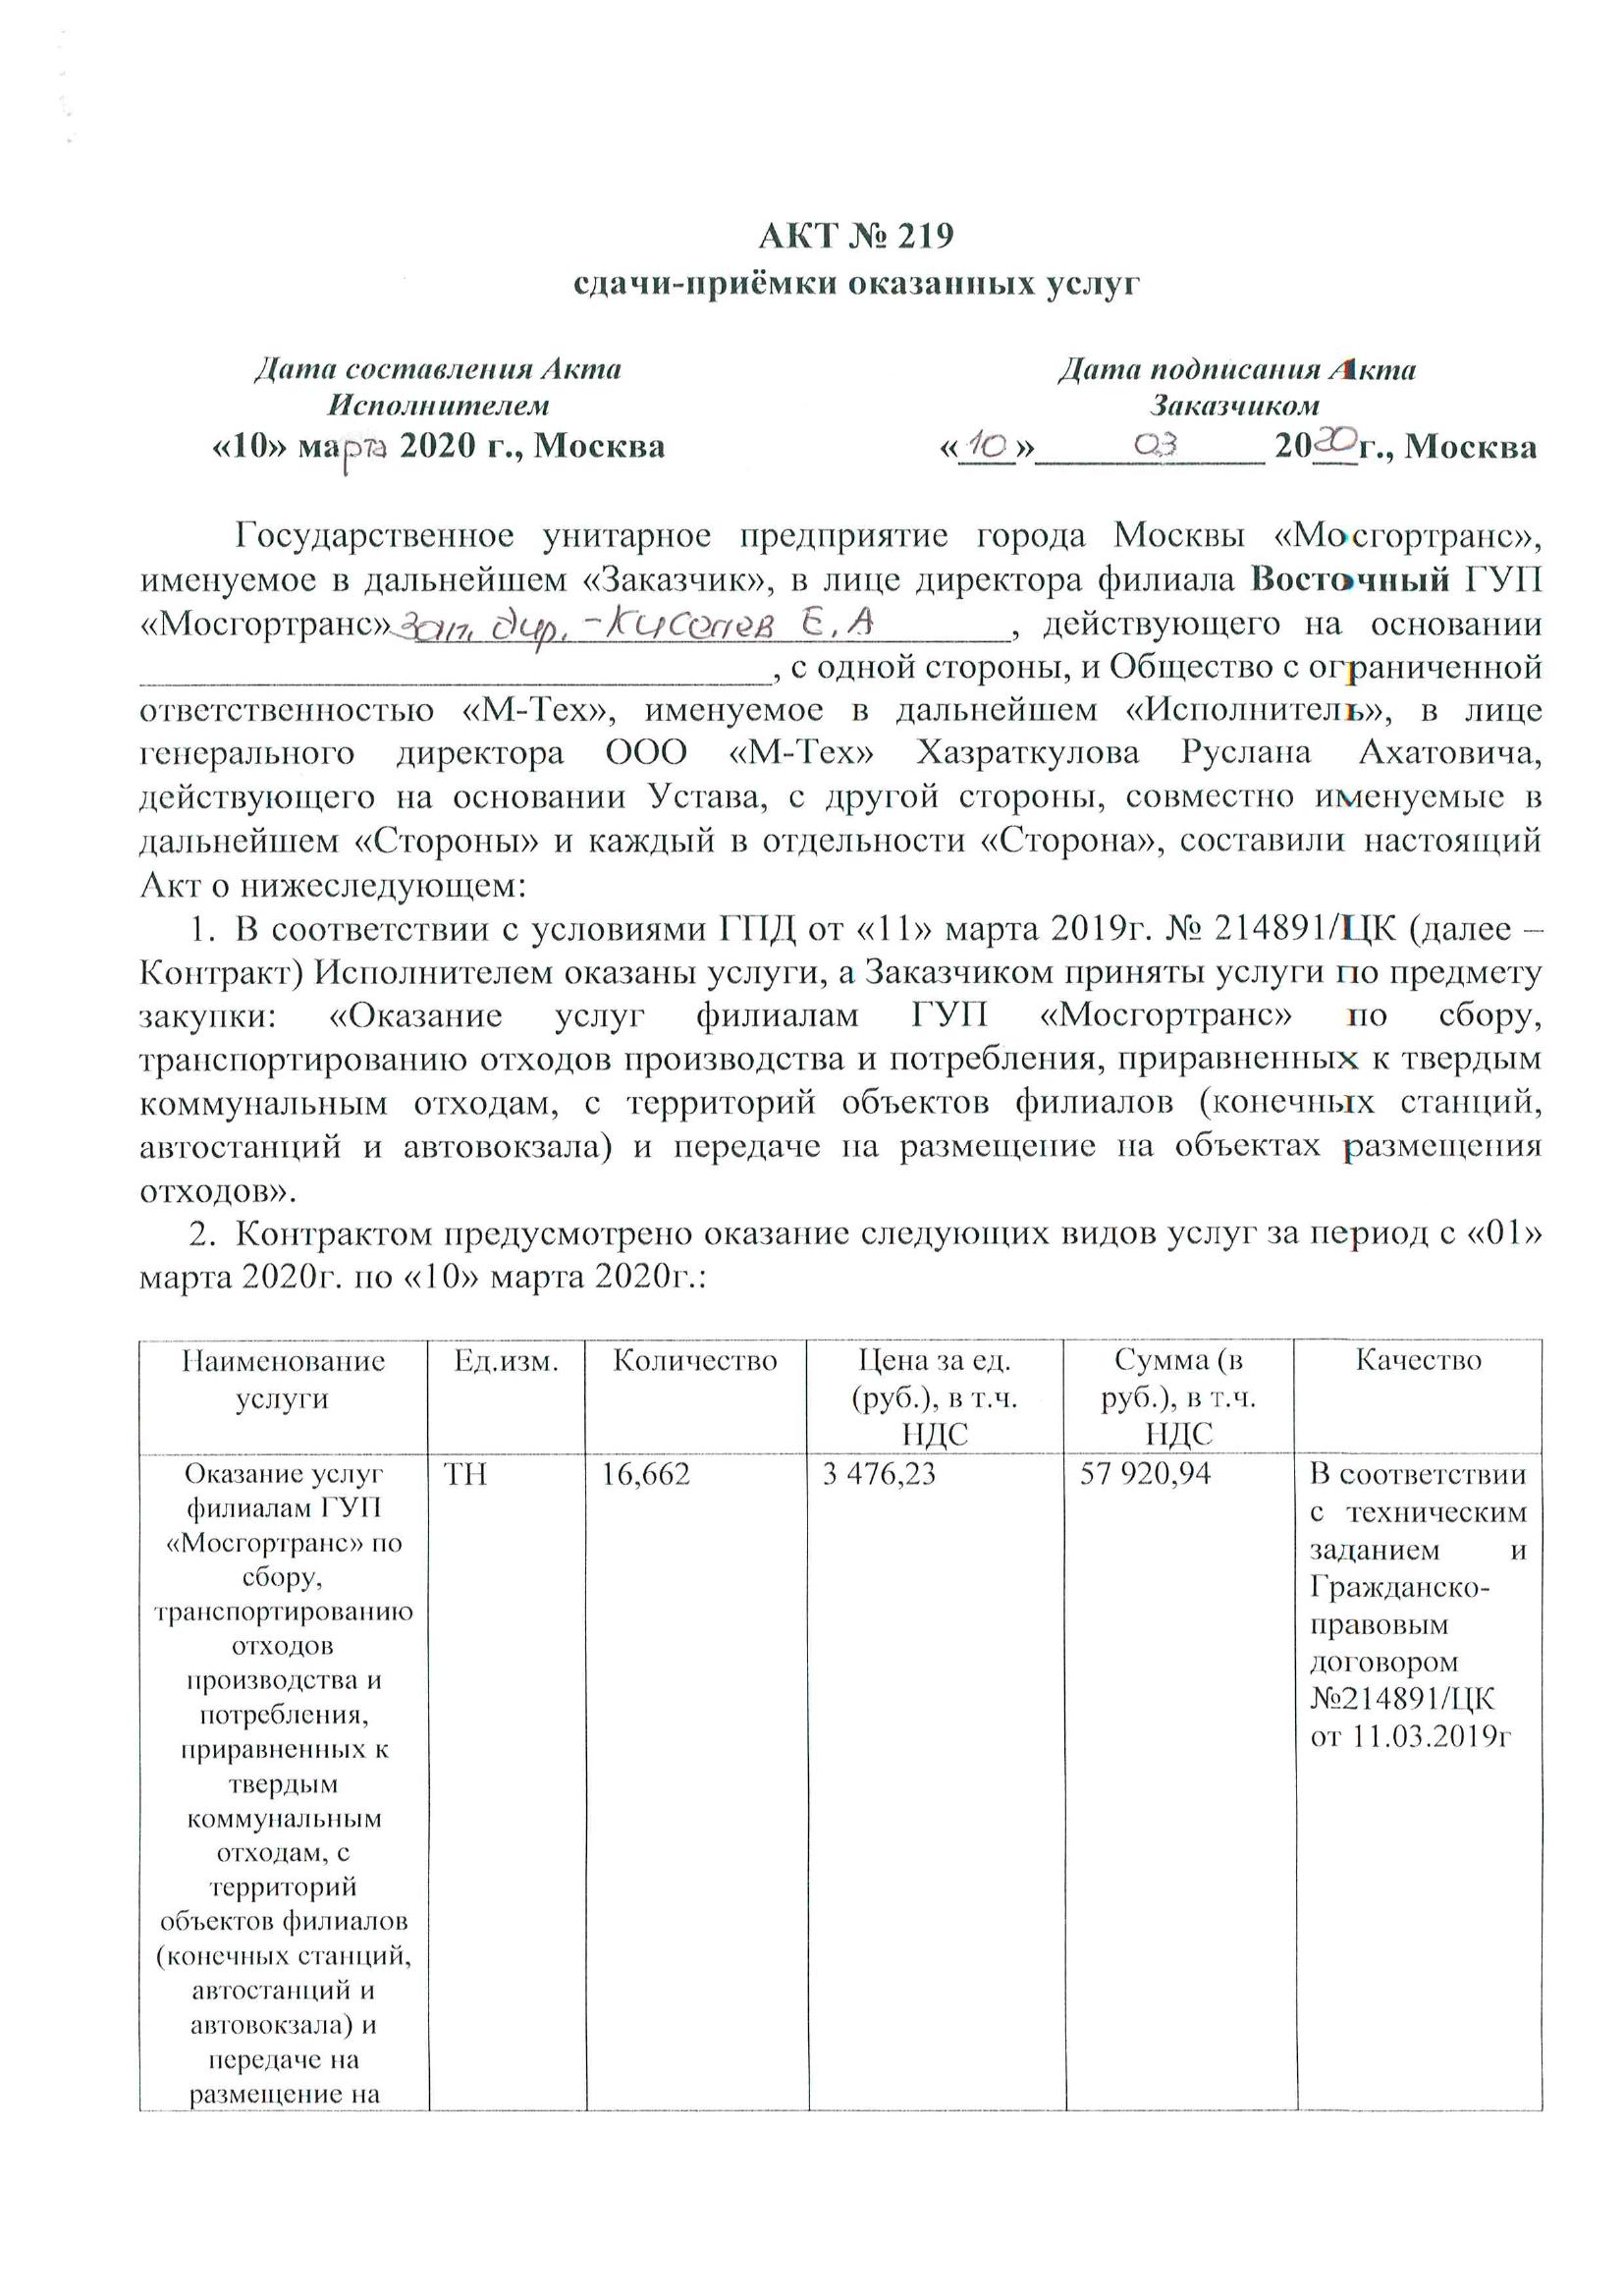 АКТ № 219
сдачи-приёмки оказанных услуг
Дата составления Акта
Исполнителем
«10» марта 2020 г., Москва
Дата подписания Акта
Заказчиком
«10» 03 2020г., Москва
Государственное унитарное предприятие города Москвы «Мосгортранс»,
именуемое в дальнейшем «Заказчик», в лице директора филиала Восточный ГУП
«Мосгортранс» Зам. дир. - Киселев Е.А, действующего на основании
, с одной стороны, и Общество с ограниченной
ответственностью «М-Тех», именуемое в дальнейшем «Исполнитель», в лице
генерального директора ООО «М-Тех» Хазраткулова Руслана Ахатовича,
действующего на основании Устава, с другой стороны, совместно именуемые в
дальнейшем «Стороны» и каждый в отдельности «Сторона», составили настоящий
Акт о нижеследующем:
1. В соответствии с условиями ГПД от «11» марта 2019г. № 214891/ЦК (далее –
Контракт) Исполнителем оказаны услуги, а Заказчиком приняты услуги по предмету
закупки: «Оказание услуг филиалам ГУП «Мосгортранс» по сбору,
транспортированию отходов производства и потребления, приравненных к твердым
коммунальным отходам, с территорий объектов филиалов (конечных станций,
автостанций и автовокзала) и передаче на размещение на объектах размещения
отходов».
2. Контрактом предусмотрено оказание следующих видов услуг за период с «01»
марта 2020г. по «10» марта 2020г.:
Наименование
услуги
Ед.изм.
Количество
Цена за ед.
(руб.), в т.ч.
НДС
Сумма (в
руб.), в т.ч.
НДС
Качество
Оказание услуг
филиалам ГУП
«Мосгортранс» по
сбору,
транспортированию
отходов
производства и
потребления,
приравненных к
твердым
коммунальным
отходам, с
территорий
объектов филиалов
(конечных станций,
автостанций и
автовокзала) и
передаче на
размещение на
ТН
16,662
3 476,23
57 920,94
В соответствии
с техническим
заданием и
Гражданско-
правовым
договором
№214891/ЦК
от 11.03.2019г